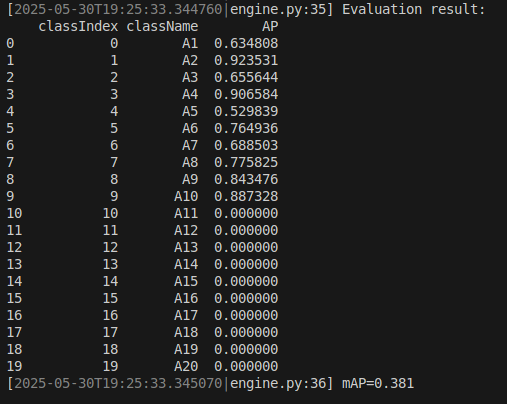 [2025-05-30T19:25:33.344760|engine.py:35] Evaluation result:
    classIndex className        AP
0            0        A1  0.634808
1            1        A2  0.923531
2            2        A3  0.655644
3            3        A4  0.906584
4            4        A5  0.529839
5            5        A6  0.764936
6            6        A7  0.688503
7            7        A8  0.775825
8            8        A9  0.843476
9            9       A10  0.887328
10          10       A11  0.000000
11          11       A12  0.000000
12          12       A13  0.000000
13          13       A14  0.000000
14          14       A15  0.000000
15          15       A16  0.000000
16          16       A17  0.000000
17          17       A18  0.000000
18          18       A19  0.000000
19          19       A20  0.000000
[2025-05-30T19:25:33.345070|engine.py:36] mAP=0.381